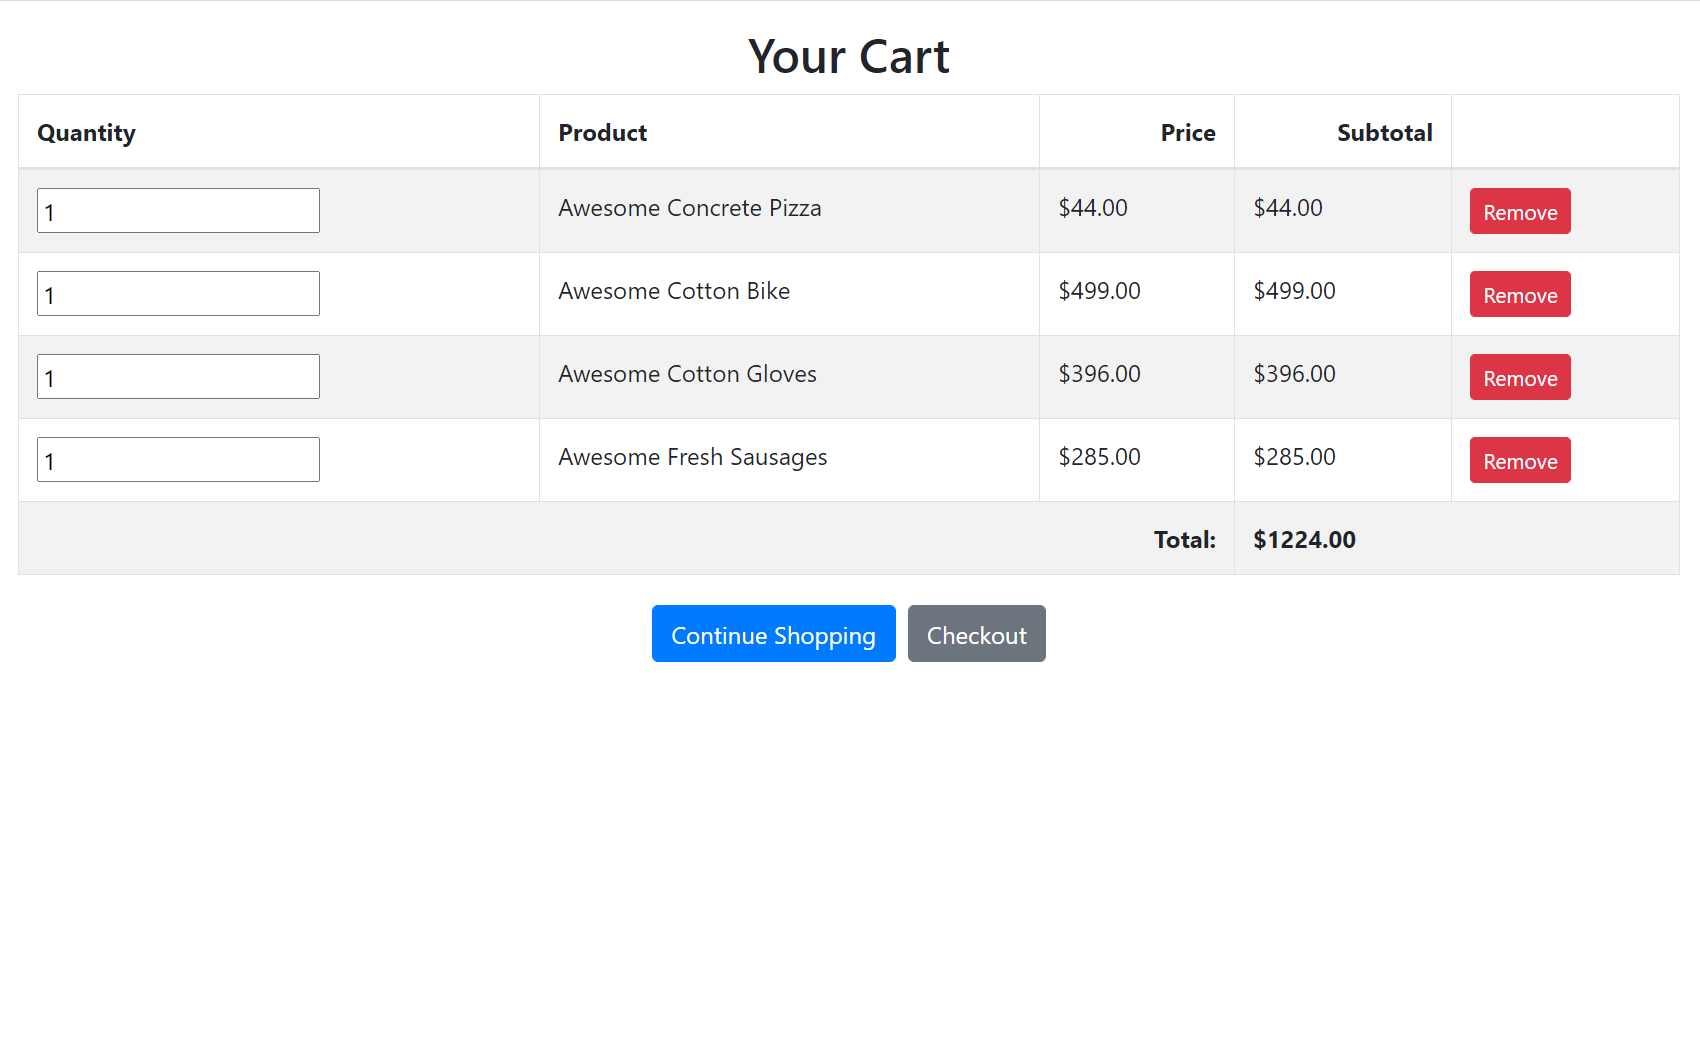 Your Cart
Quantity Product Price Subtotal
1 Awesome Concrete Pizza $44.00 $44.00 Remove
1 Awesome Cotton Bike $499.00 $499.00 Remove
1 Awesome Cotton Gloves $396.00 $396.00 Remove
1 Awesome Fresh Sausages $285.00 $285.00 Remove
Total: $1224.00
Continue Shopping Checkout